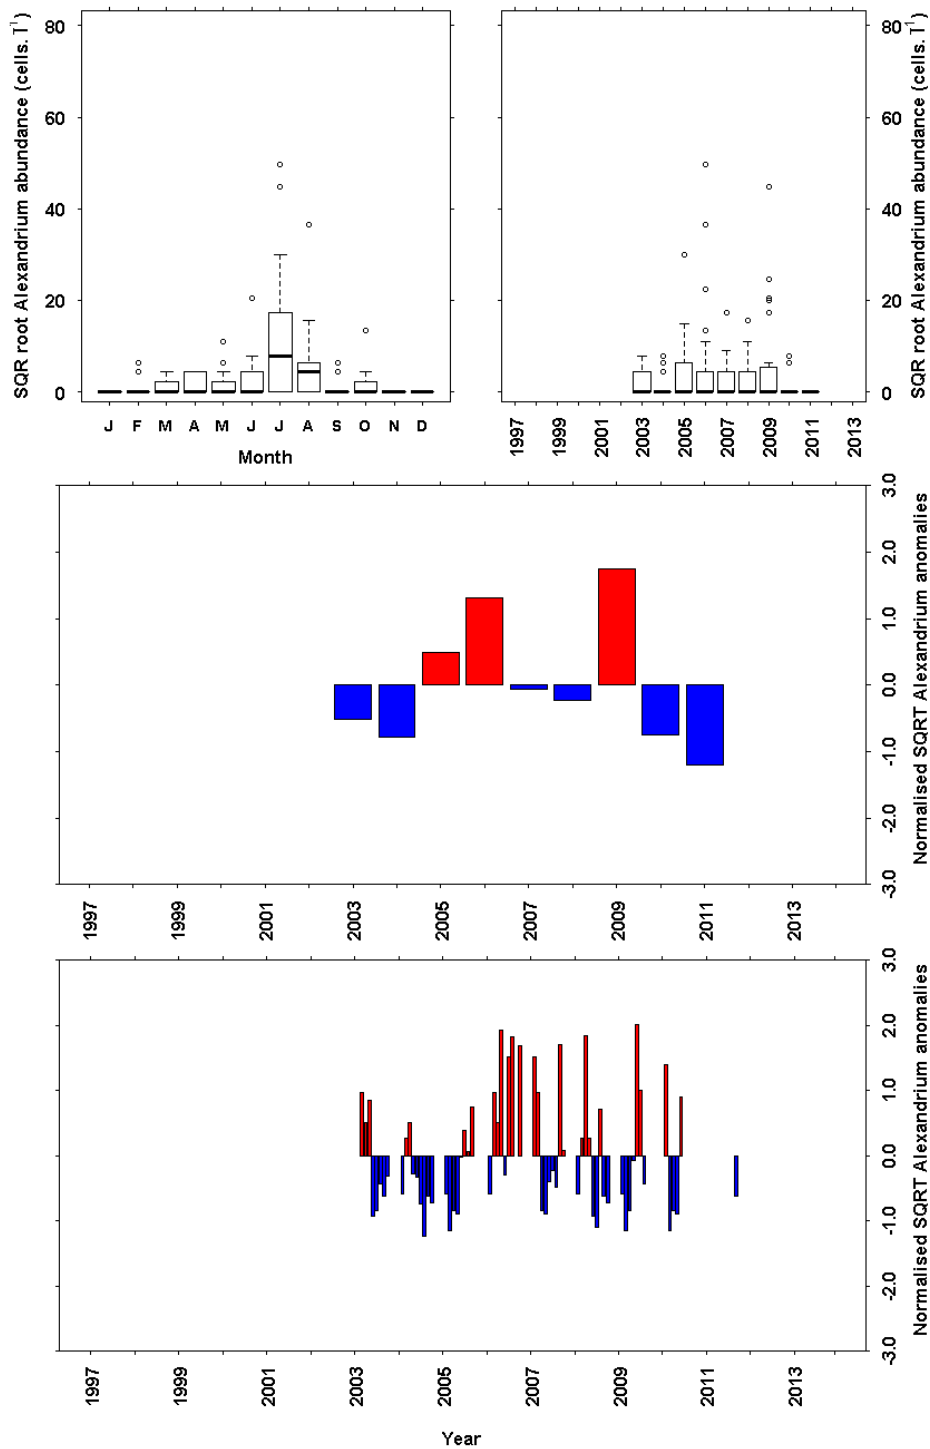 SQR root Alexandrium abundance (cells.l⁻¹)
80
60
40
20
0
J F M A M J J A S O N D
Month
80
60
40
20
0
SQR root Alexandrium abundance (cells.l⁻¹)
1997 1999 2001 2003 2005 2007 2009 2011 2013
3.0
2.0
1.0
0.0
-1.0
-2.0
-3.0
Normalised SQRT Alexandrium anomalies
1997 1999 2001 2003 2005 2007 2009 2011 2013
3.0
2.0
1.0
0.0
-1.0
-2.0
-3.0
Normalised SQRT Alexandrium anomalies
1997 1999 2001 2003 2005 2007 2009 2011 2013
Year